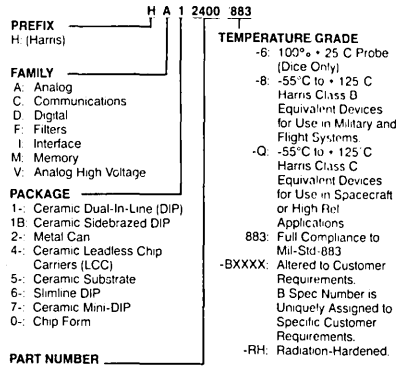 H A 1 2400 883
PREFIX
H: (Harris)
FAMILY
A: Analog
C: Communications
D: Digital
F: Filters
I: Interface
M: Memory
V: Analog High Voltage
PACKAGE
1-: Ceramic Dual-In-Line (DIP)
1B: Ceramic Sidebrazed DIP
2-: Metal Can
4-: Ceramic Leadless Chip
Carriers (LCC)
5-: Ceramic Substrate
6-: Slimline DIP
7-: Ceramic Mini-DIP
0-: Chip Form
PART NUMBER
TEMPERATURE GRADE
-6: 100% + 25 C Probe
(Dice Only)
-8: -55°C to + 125 C
Harris Class B
Equivalent Devices
for Use in Military and
Flight Systems.
-Q: -55°C to + 125°C
Harris Class C
Equivalent Devices
for Use in Spacecraft
or High Rel
Applications
883: Full Compliance to
Mil-Std-883
-BXXXX: Altered to Customer
Requirements.
B Spec Number is
Uniquely Assigned to
Specific Customer
Requirements.
-RH: Radiation-Hardened.